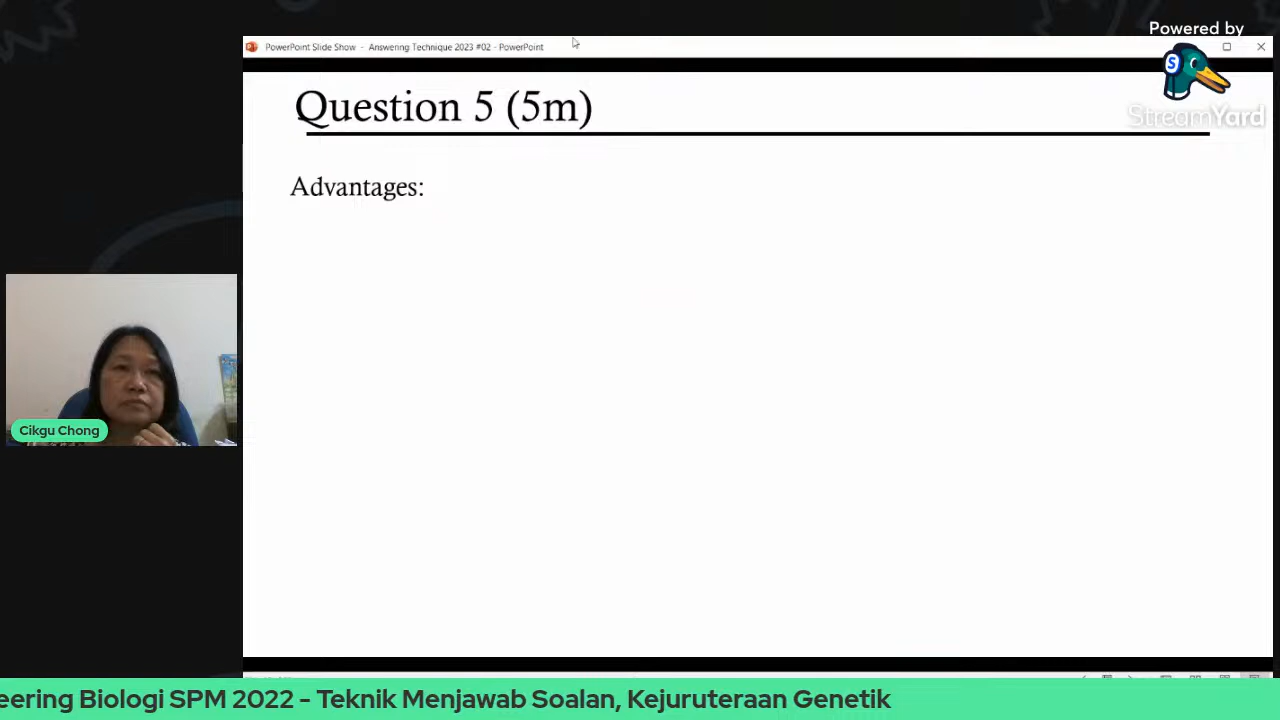 Powered by
StreamYard
PowerPoint Slide Show - Answering Technique 2023 #02 - PowerPoint
Question 5 (5m)
Advantages:
Cikgu Chong
eering Biologi SPM 2022 - Teknik Menjawab Soalan, Kejuruteraan Genetik